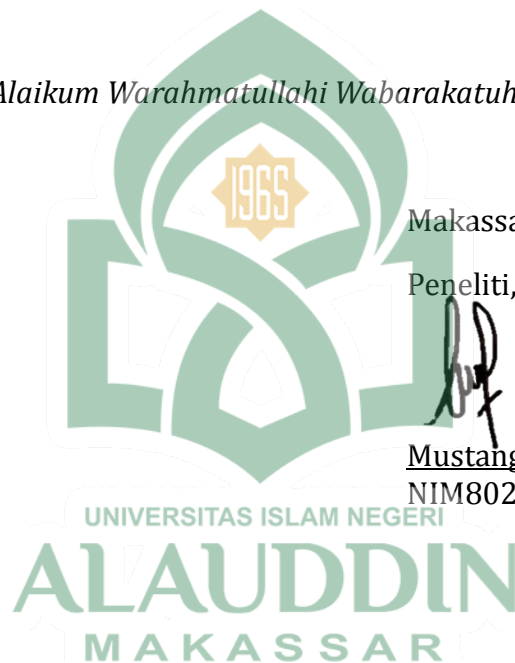 Alaikum Warahmatullahi Wabarakatuh
1965
Makassa
Peneliti,
Mustang
NIM802
UNIVERSITAS ISLAM NEGERI
ALAUDDIN
MAKASSAR